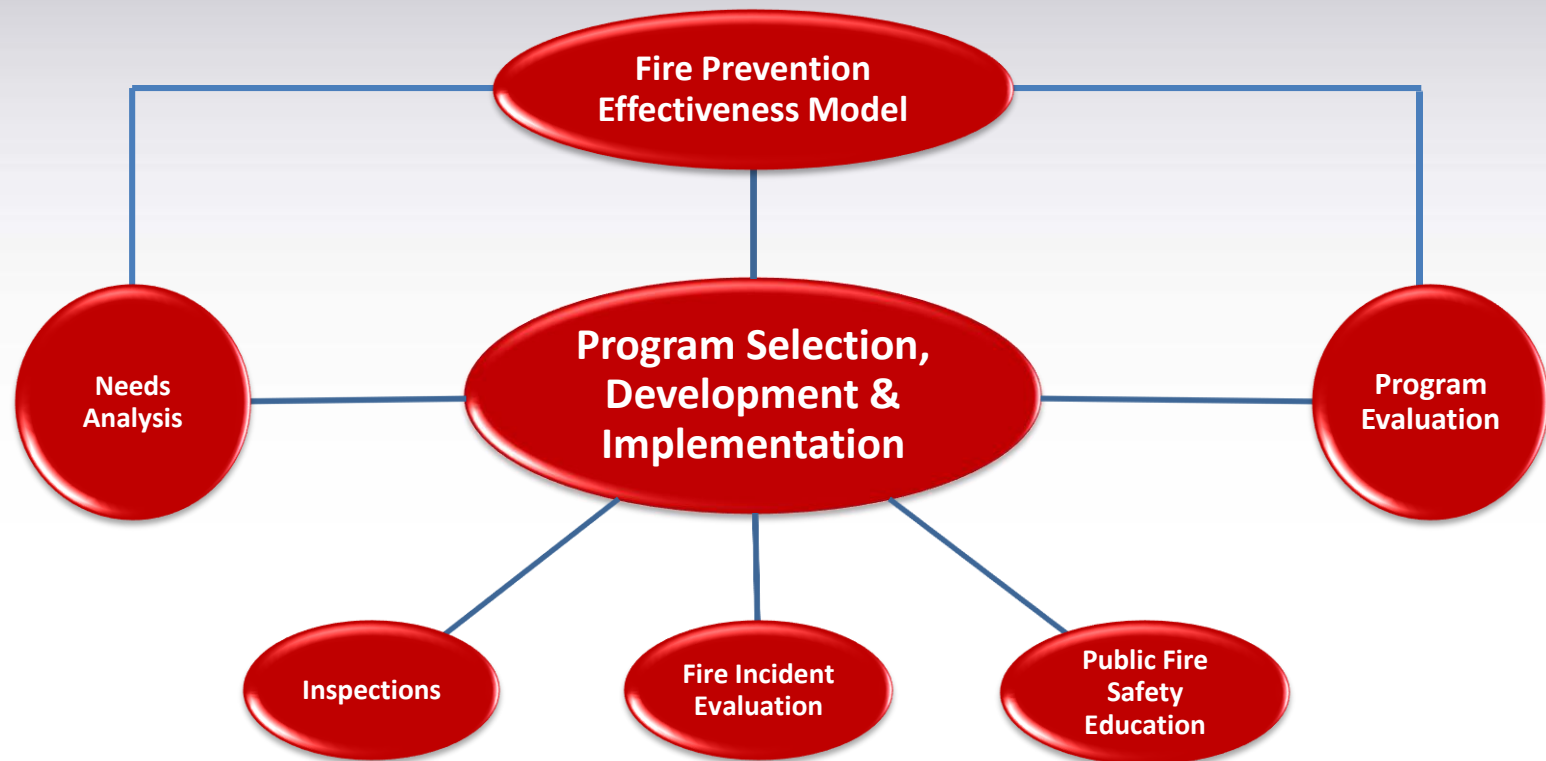 Fire Prevention
Effectiveness Model
Needs
Analysis
Program Selection,
Development &
Implementation
Program
Evaluation
Inspections
Fire Incident
Evaluation
Public Fire
Safety
Education